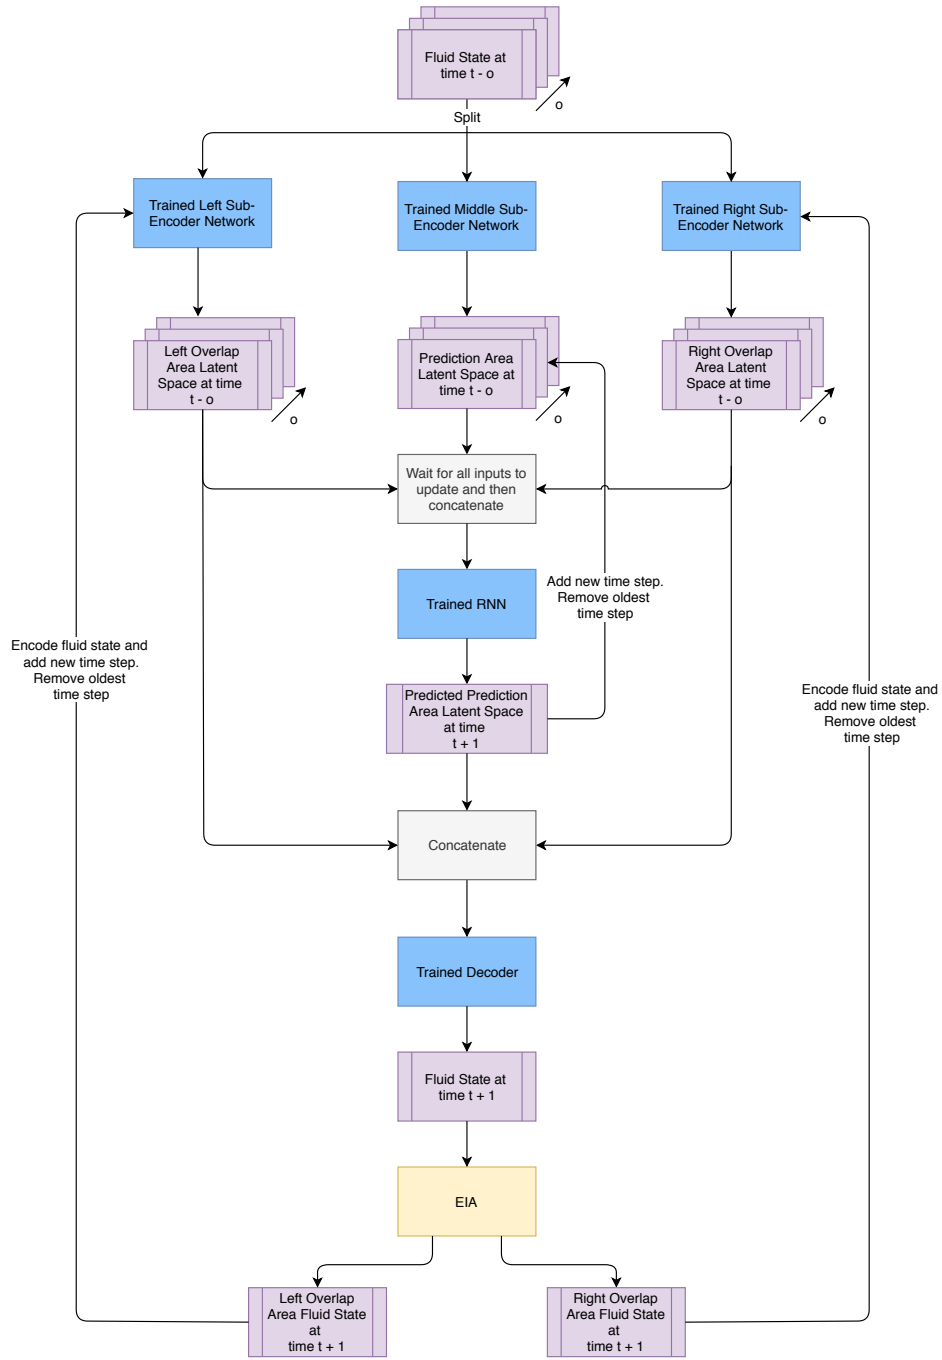 Fluid State at
time t - o
o
Split
Trained Left Sub-
Encoder Network
Trained Middle Sub-
Encoder Network
Trained Right Sub-
Encoder Network
Left Overlap
Area Latent
Space at time
t - o
o
Prediction Area
Latent Space at
time t - o
o
Right Overlap
Area Latent
Space at time
t - o
o
Wait for all inputs to
update and then
concatenate
Trained RNN
Add new time step.
Remove oldest
time step
Encode fluid state and
add new time step.
Remove oldest
time step
Predicted Prediction
Area Latent Space
at time
t + 1
Encode fluid state and
add new time step.
Remove oldest
time step
Concatenate
Trained Decoder
Fluid State at
time t + 1
EIA
Left Overlap
Area Fluid State
at
time t + 1
Right Overlap
Area Fluid State
at
time t + 1